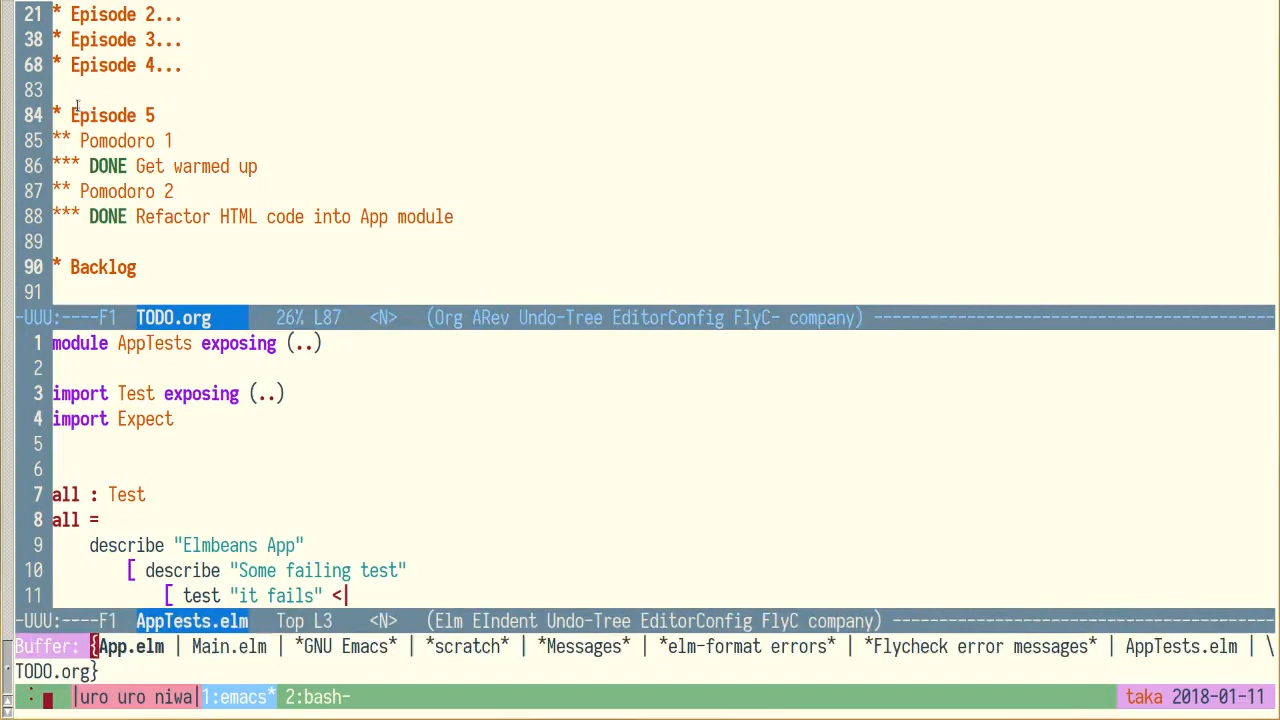 21 * Episode 2...
38 * Episode 3...
68 * Episode 4...
83
84 * Episode 5
85 ** Pomodoro 1
86 *** DONE Get warmed up
87 ** Pomodoro 2
88 *** DONE Refactor HTML code into App module
89
90 * Backlog
91
-UUU:----F1 TODO.org 26% L87 <N> (Org ARev Undo-Tree EditorConfig FlyC- company) -------------------------------------------
1 module AppTests exposing (..)
2
3 import Test exposing (..)
4 import Expect
5
6
7 all : Test
8 all =
9 describe "Elmbeans App"
10 [ describe "Some failing test"
11 [ test "it fails" <|
-UUU:----F1 AppTests.elm Top L3 <N> (Elm EIndent Undo-Tree EditorConfig FlyC company) ------------------------------------------
Buffer: {App.elm | Main.elm | *GNU Emacs* | *scratch* | *Messages* | *elm-format errors* | *Flycheck error messages* | AppTests.elm | \
TODO.org}
: |uro uro niwa|1:emacs* 2:bash- taka 2018-01-11